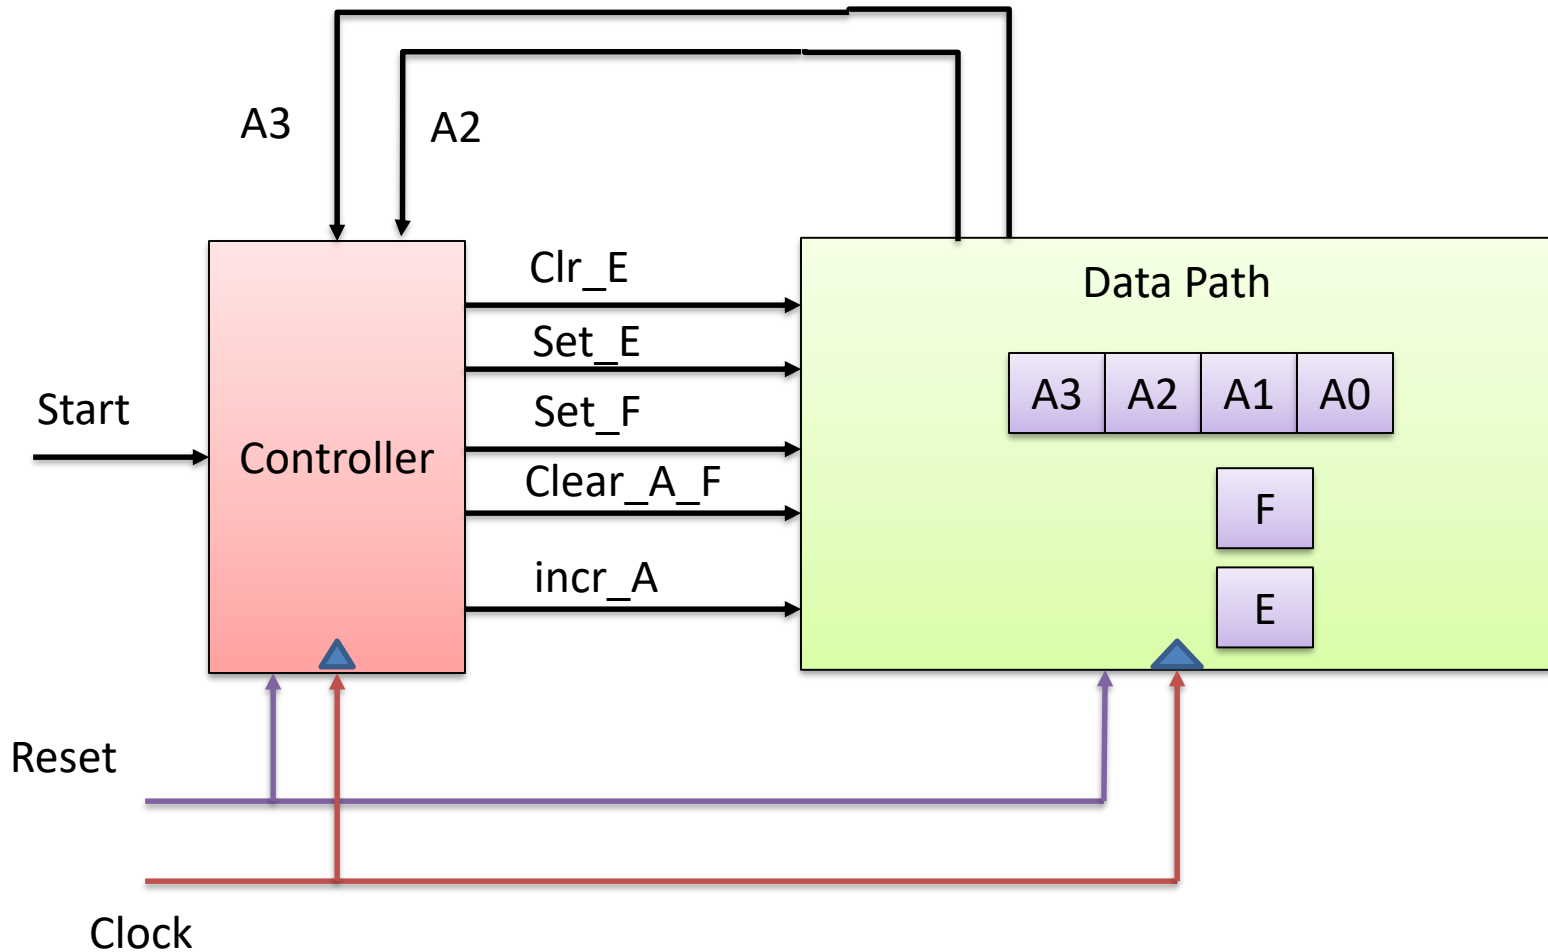 A3
A2
Clr_E
Data Path
Set_E
A3 A2 A1 A0
Start
Set_F
Controller
Clear_A_F
F
incr_A
E
Reset
Clock